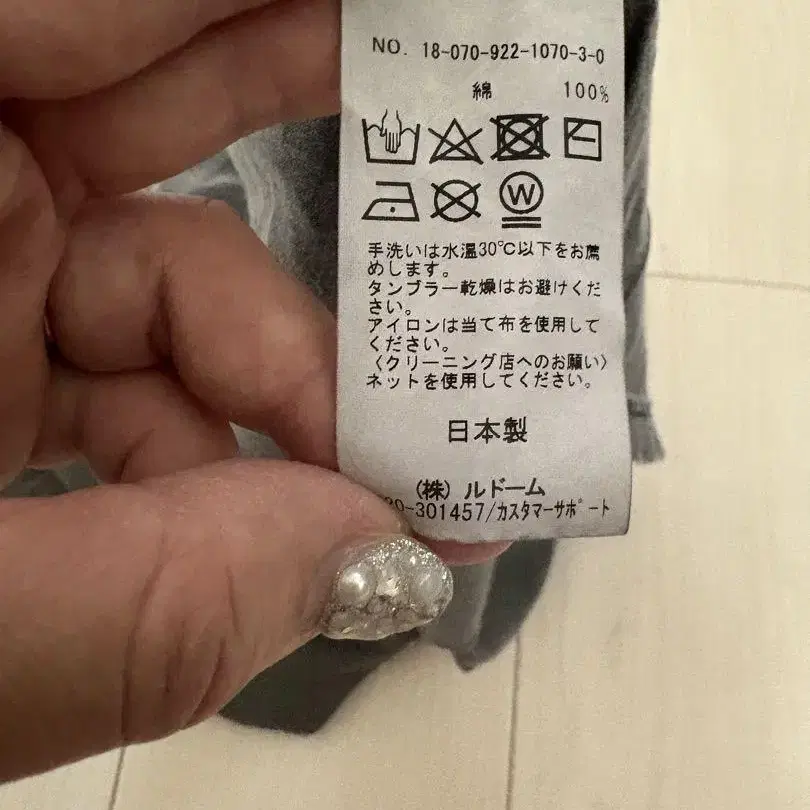 NO. 18-070-922-1070-3-0
綿 100%
W
手洗いは水温30℃以下をお薦
めします。
タンブラー乾燥はお避けくだ
さい。
アイロンは当て布を使用して
ください。
〈クリーニング店へのお願い〉
ネットを使用してください。
日本製
(株) ルドーム
20-301457/カスタマーサポート